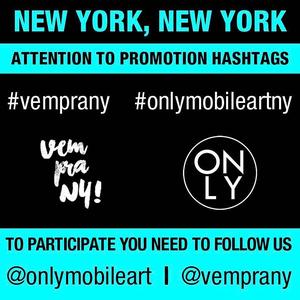 NEW YORK, NEW YORK
ATTENTION TO PROMOTION HASHTAGS
#vemprany #onlymobileartny
vem
pra
NY!
ON
LY
TO PARTICIPATE YOU NEED TO FOLLOW US
@onlymobileart I @vemprany